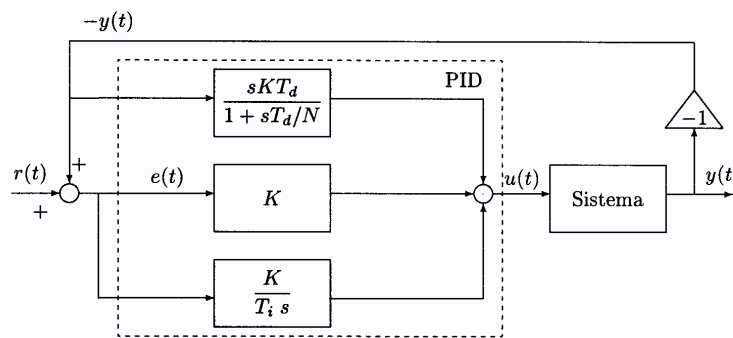 −y(t)
PID
sKT_d
1 + sT_d/N
−1
+
r(t)
+
e(t)
K
u(t)
Sistema
y(t
K
T_i s